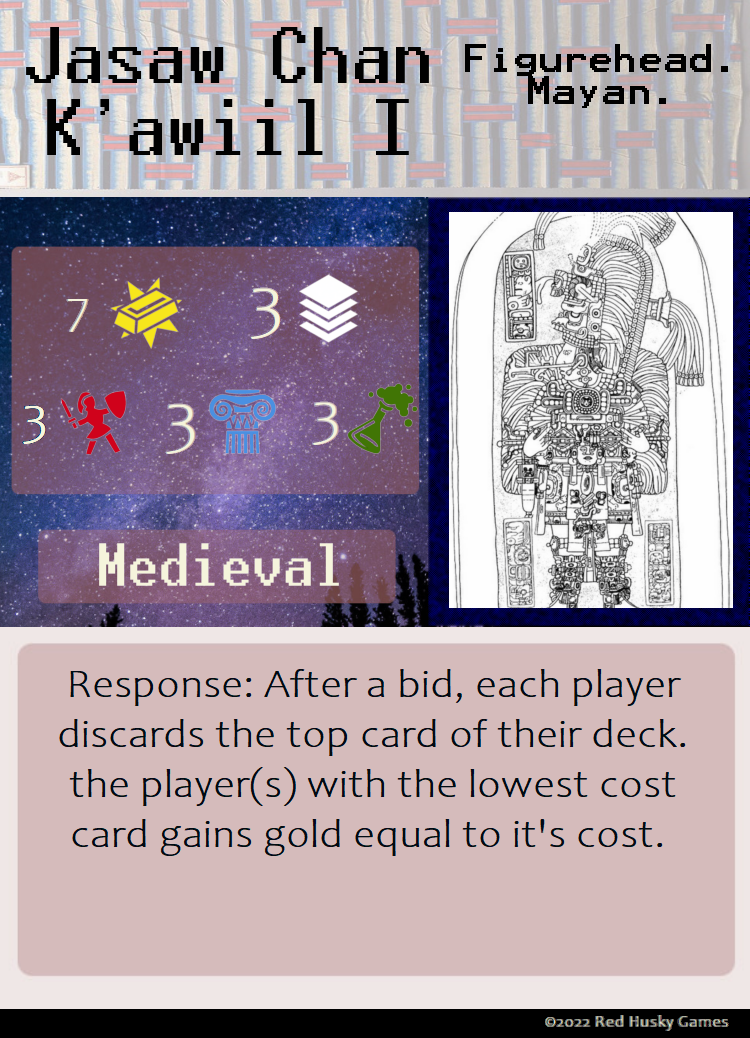 Jasaw Chan
K'awiil I
Figurehead.
Mayan.
7
3
3
3
3
Medieval
Response: After a bid, each player
discards the top card of their deck.
the player(s) with the lowest cost
card gains gold equal to it's cost.
©2022 Red Husky Games